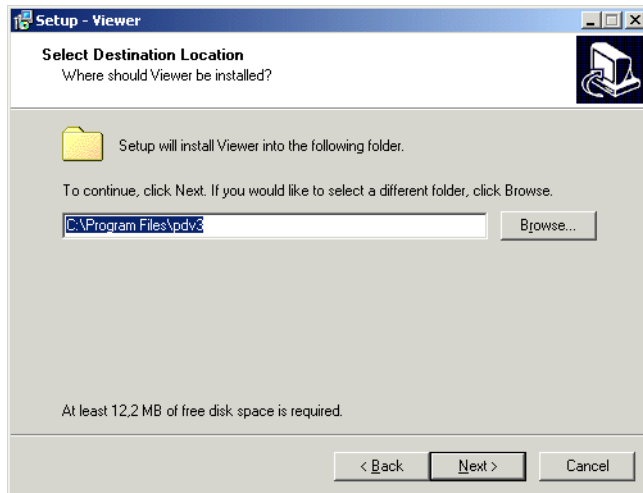 Setup - Viewer
Select Destination Location
Where should Viewer be installed?
Setup will install Viewer into the following folder.
To continue, click Next. If you would like to select a different folder, click Browse.
C:\Program Files\pdv3
Browse...
At least 12,2 MB of free disk space is required.
< Back
Next >
Cancel